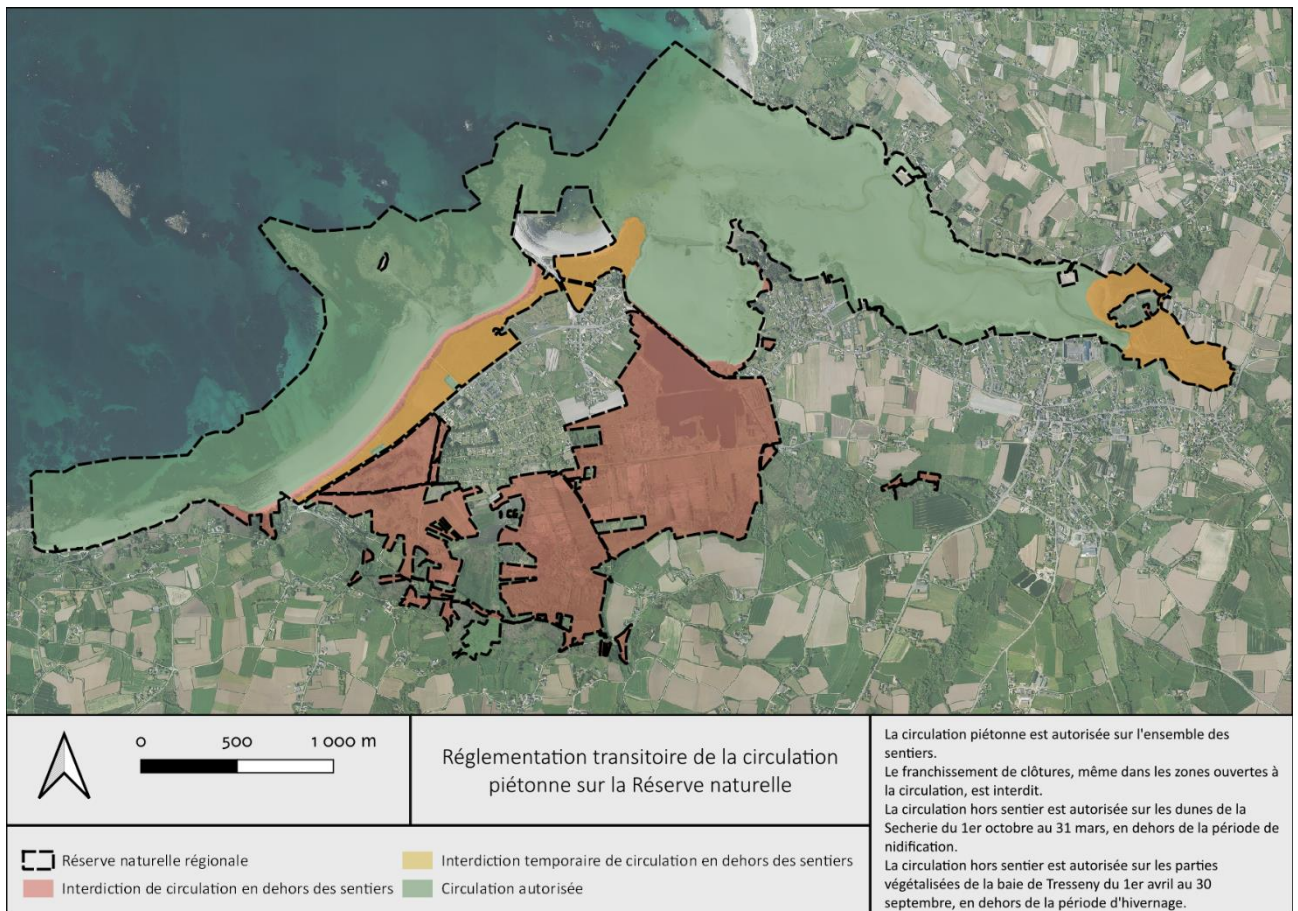 0 500 1 000 m
Réglementation transitoire de la circulation
piétonne sur la Réserve naturelle
Réserve naturelle régionale
Interdiction de circulation en dehors des sentiers
Interdiction temporaire de circulation en dehors des sentiers
Circulation autorisée
La circulation piétonne est autorisée sur l'ensemble des
sentiers.
Le franchissement de clôtures, même dans les zones ouvertes à
la circulation, est interdit.
La circulation hors sentier est autorisée sur les dunes de la
Secherie du 1er octobre au 31 mars, en dehors de la période de
nidification.
La circulation hors sentier est autorisée sur les parties
végétalisées de la baie de Tresseny du 1er avril au 30
septembre, en dehors de la période d'hivernage.